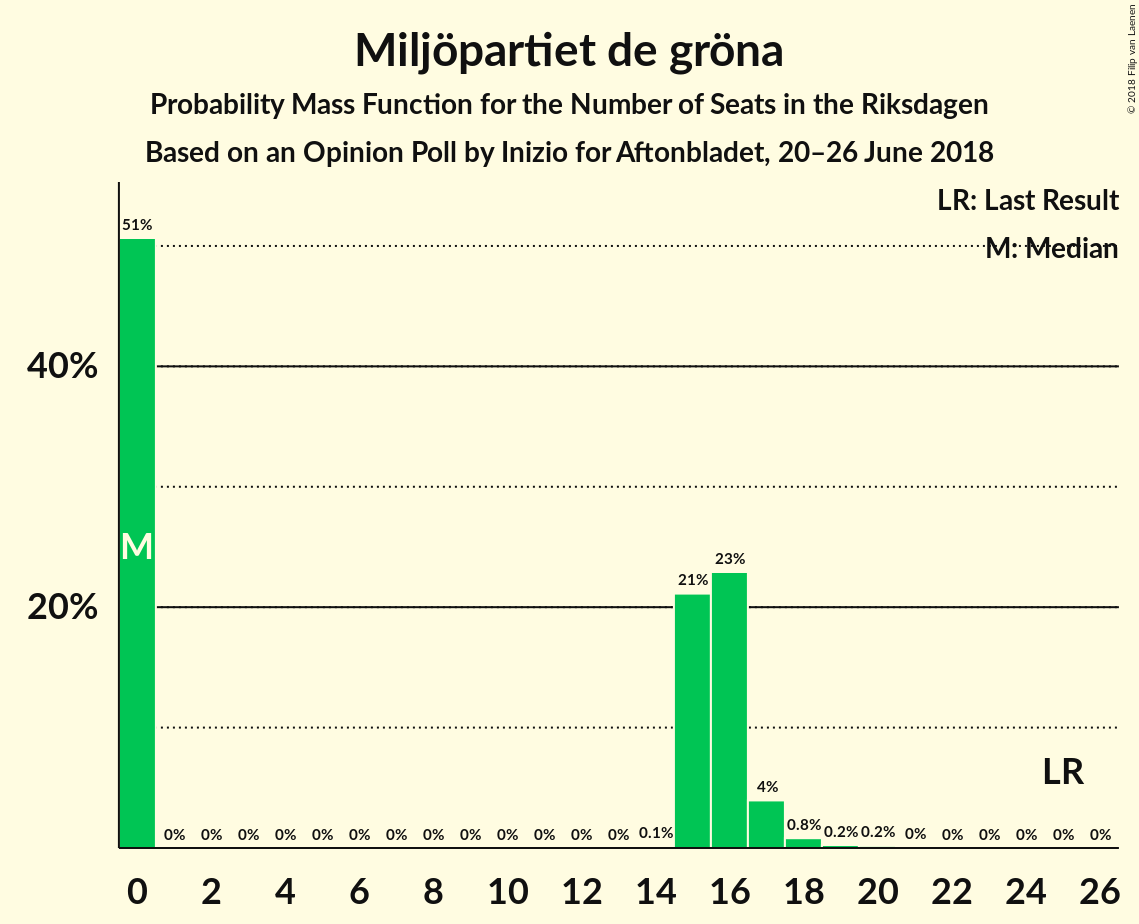 Miljöpartiet de gröna
Probability Mass Function for the Number of Seats in the Riksdagen
Based on an Opinion Poll by Inizio for Aftonbladet, 20–26 June 2018
© 2018 Filip van Laenen
LR: Last Result
M: Median
51%
40%
M
23%
21%
20%
LR
4%
0% 0% 0% 0% 0% 0% 0% 0% 0% 0% 0% 0% 0% 0.1% 0.8% 0.2% 0.2% 0% 0% 0% 0% 0% 0%
0 2 4 6 8 10 12 14 16 18 20 22 24 26